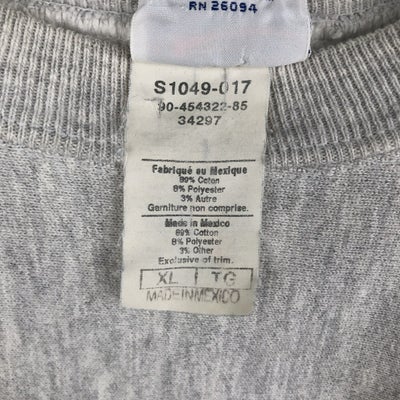 RN 26094
S1049-017
90-454322-85
34297
Fabriqué au Mexique
89% Coton
8% Polyester
3% Autre
Garniture non comprise.
Made in Mexico
89% Cotton
8% Polyester
3% Other
Exclusive of trim.
XL TG
MADE IN MEXICO